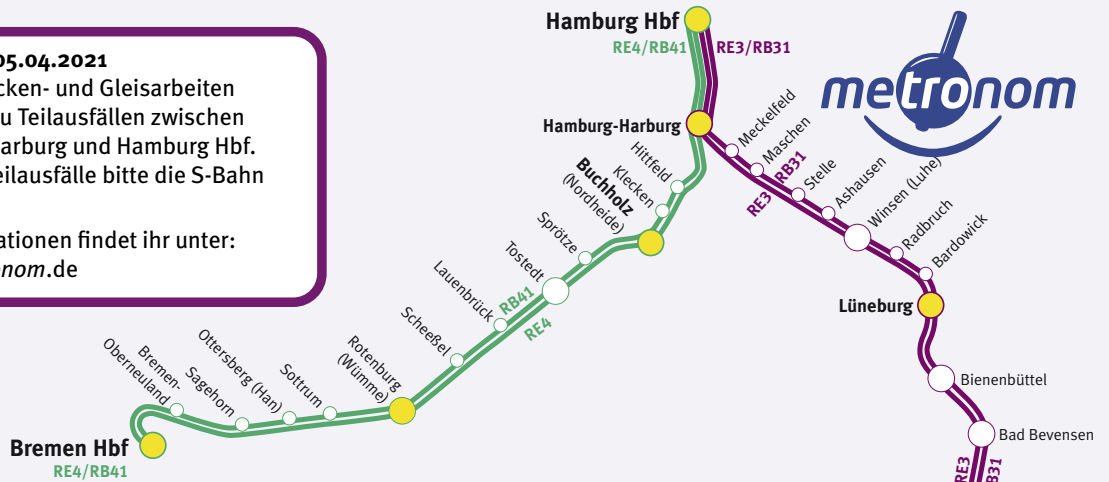 05.04.2021
cken- und Gleisarbeiten
u Teilausfällen zwischen
arburg und Hamburg Hbf.
eilausfälle bitte die S-Bahn
ationen findet ihr unter:
nom.de
Hamburg Hbf
RE4/RB41
RE3/RB31
metronom
Hamburg-Harburg
Meckelfeld
Maschen
RE3
RB31
Stelle
Ashausen
Winsen (Luhe)
Radbruch
Bardowick
Lüneburg
Bienenbüttel
Bad Bevensen
RE3
B31
Hittfeld
Klecken
Buchholz
(Nordheide)
Sprötze
Tostedt
RB41
RE4
Lauenbrück
Scheeßel
Rotenburg
(Wümme)
Sottrum
Ottersberg (Han)
Sagehorn
Bremen-
Oberneuland
Bremen Hbf
RE4/RB41